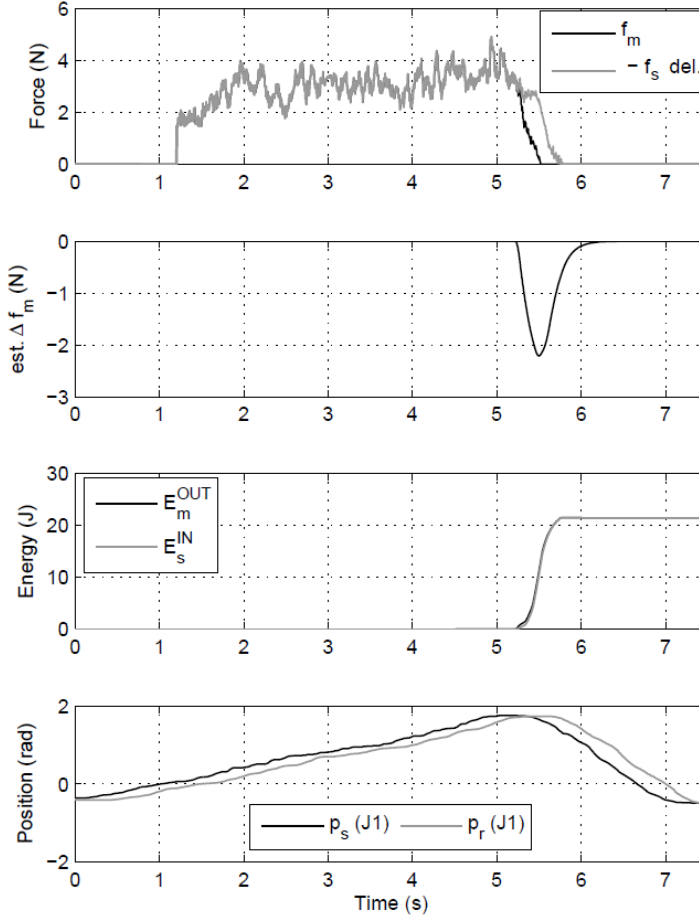 6
4
2
0
Force (N)
f_m
− f_s del.
0 1 2 3 4 5 6 7
0
−1
−2
−3
est. Δ f_m (N)
0 1 2 3 4 5 6 7
30
20
10
0
Energy (J)
E_m^OUT
E_s^IN
0 1 2 3 4 5 6 7
2
0
−2
Position (rad)
p_s (J1) p_r (J1)
0 1 2 3 4 5 6 7
Time (s)